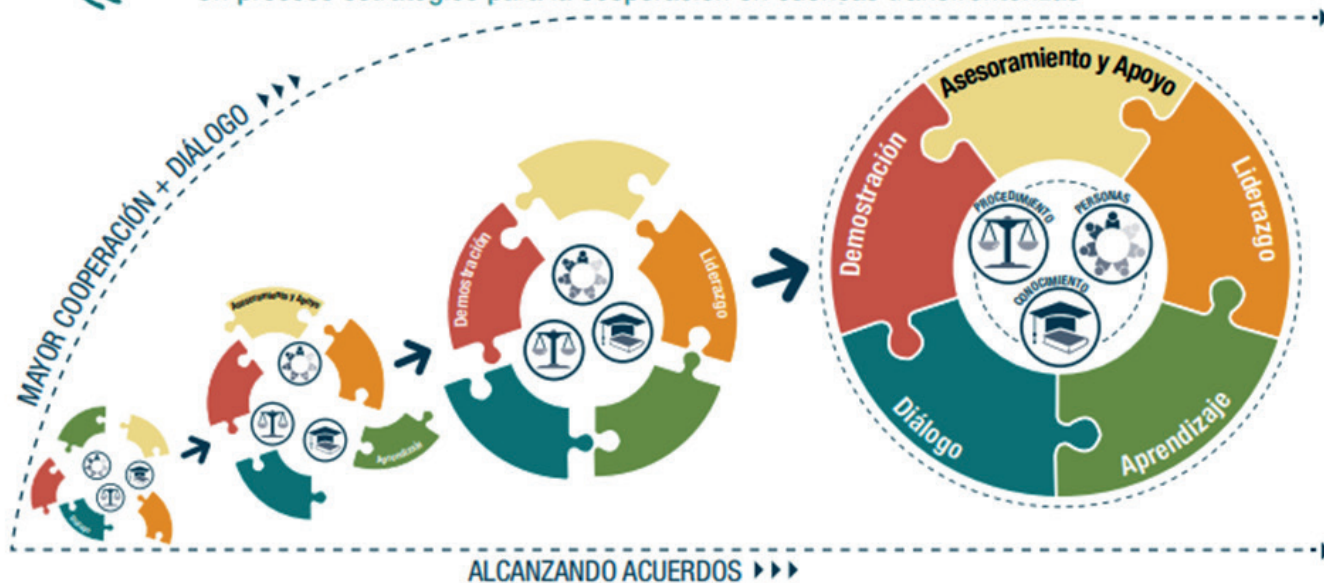 MAYOR COOPERACIÓN + DIÁLOGO
Diálogo
Asesoramiento y Apoyo
Aprendizaje
Demostración
Liderazgo
Asesoramiento y Apoyo
Demostración
Liderazgo
PROCEDIMIENTO
PERSONAS
CONOCIMIENTO
Diálogo
Aprendizaje
ALCANZANDO ACUERDOS